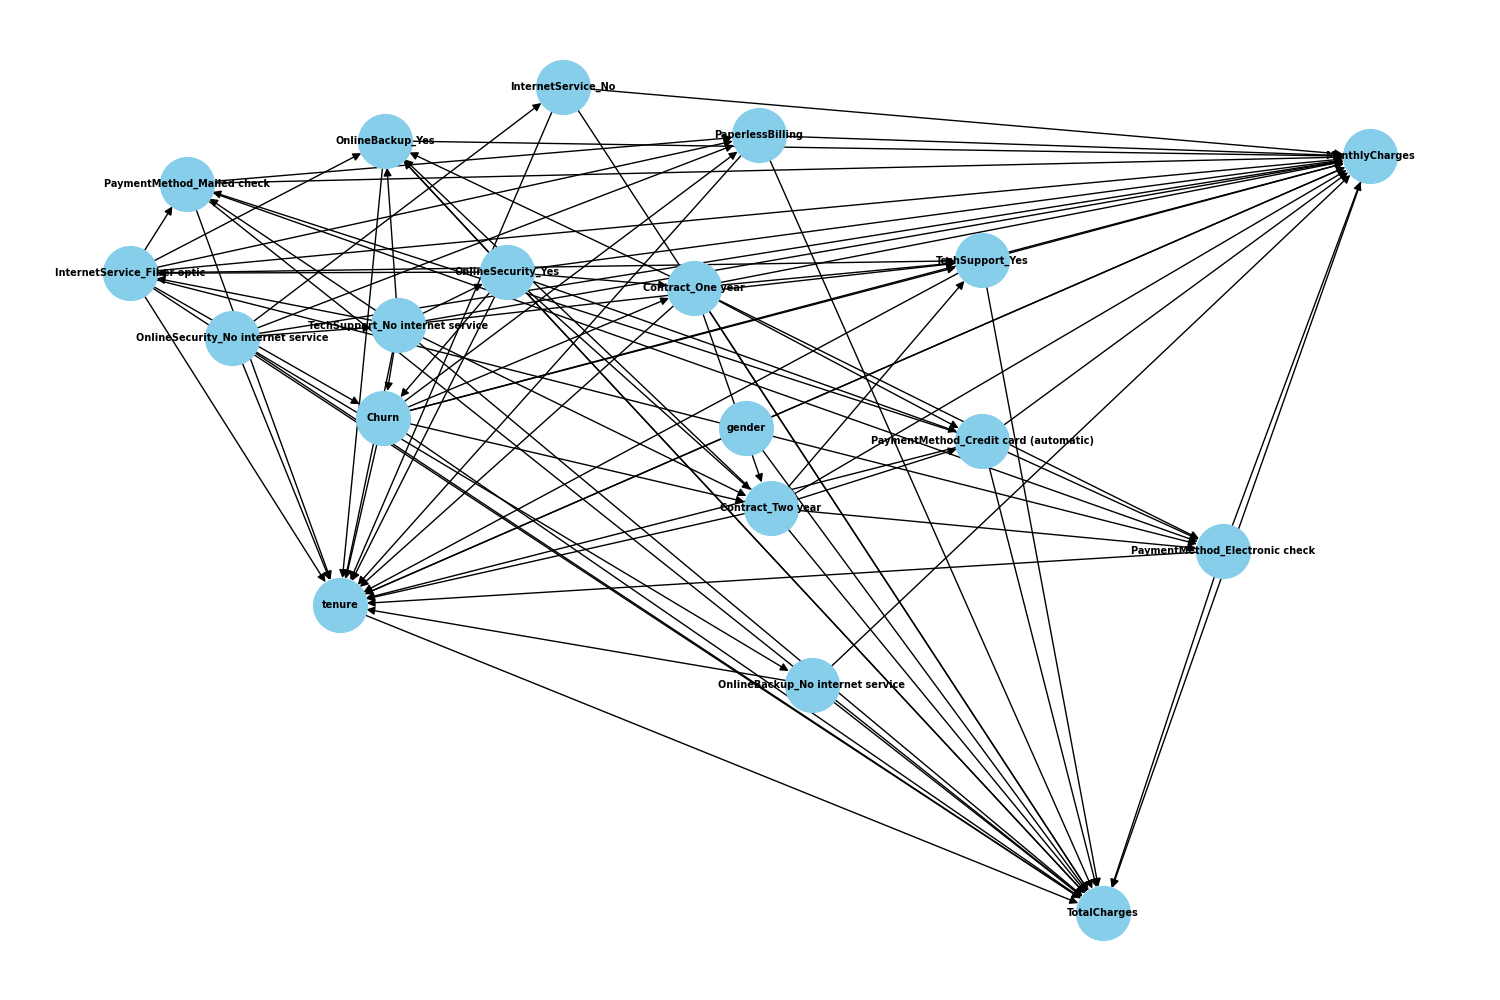 InternetService_No
PaperlessBilling
OnlineBackup_Yes
MonthlyCharges
PaymentMethod_Mailed check
TechSupport_Yes
OnlineSecurity_Yes
InternetService_Fiber optic
Contract_One year
TechSupport_No internet service
OnlineSecurity_No internet service
Churn
gender
PaymentMethod_Credit card (automatic)
Contract_Two year
PaymentMethod_Electronic check
tenure
OnlineBackup_No internet service
TotalCharges